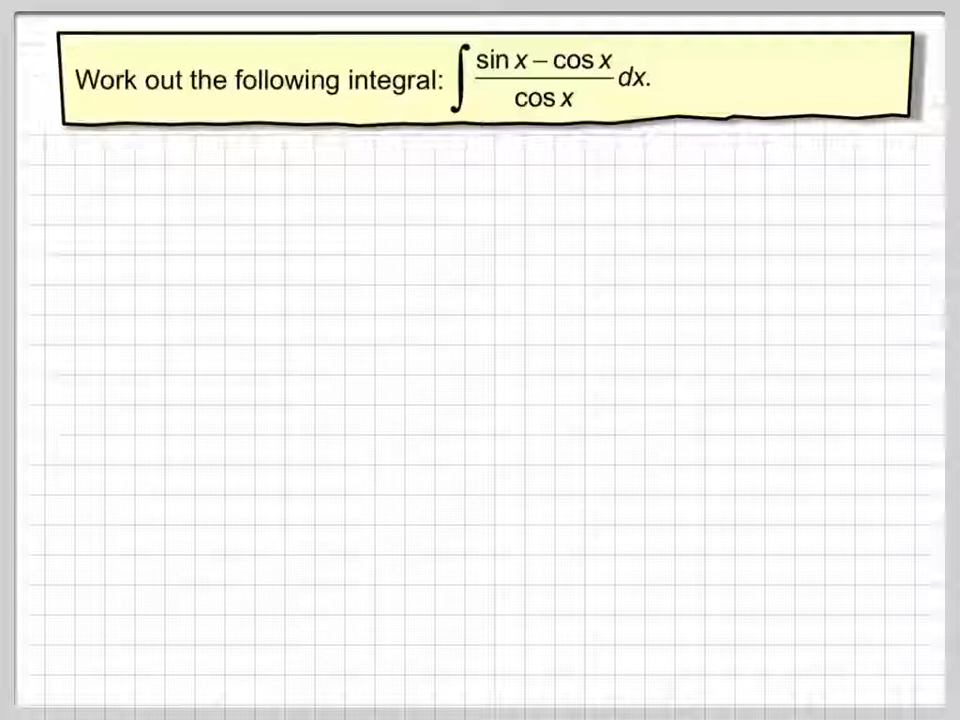 Work out the following integral: ∫ (sin x – cos x)/(cos x) dx.